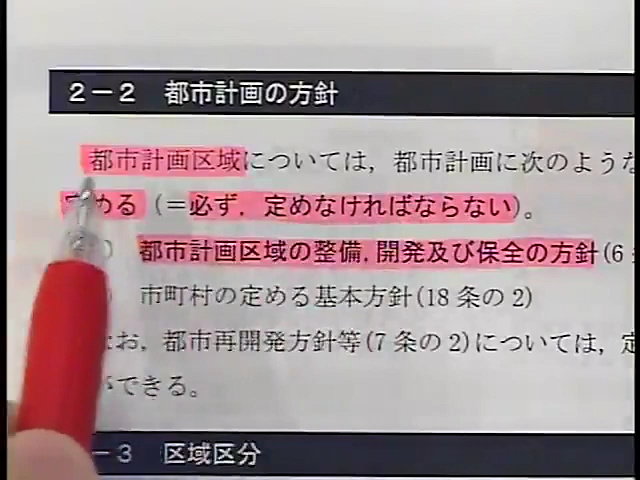 2－2　都市計画の方針
都市計画区域については，都市計画に次のような
定める（＝必ず，定めなければならない）。
都市計画区域の整備，開発及び保全の方針(6
市町村の定める基本方針(18 条の 2)
なお，都市再開発方針等(7 条の 2)については，定
ができる。
－3　区域区分